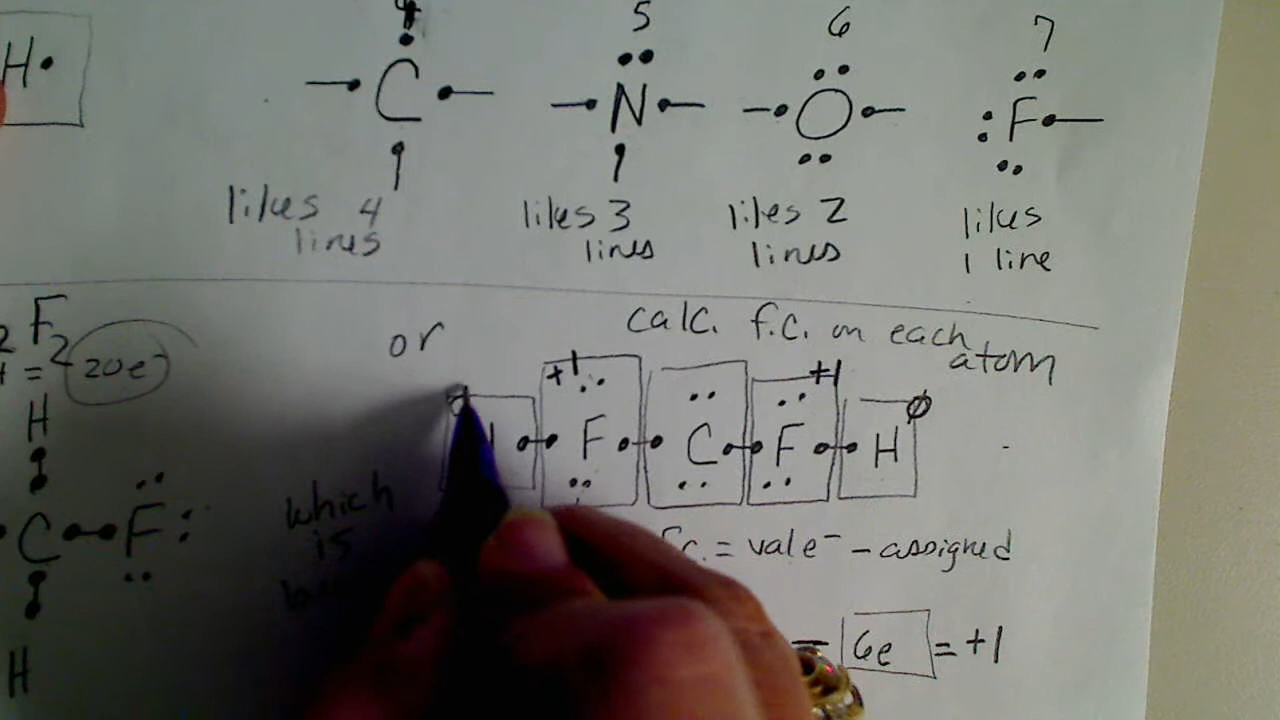 4 5 6 7
H• C N O F
likes 4 lines
likes 3 lines
likes 2 lines
likes 1 line
F2
= 20e-
H
C F
H
or
calc. f.c. on each atom
+1 +1 Ø
F C F H
which
is
f.c. = val e- - assigned
- 6e = +1